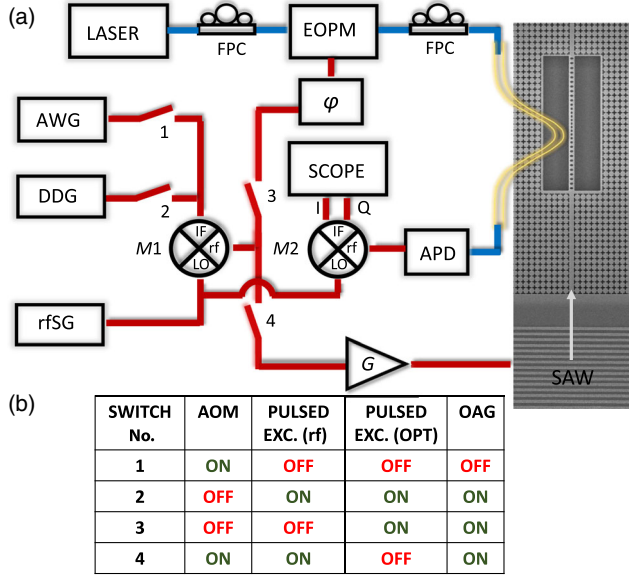 (a)
LASER
FPC
EOPM
FPC
φ
AWG
1
SCOPE
DDG
2
3
I Q
IF
M1
rf
LO
IF
M2
rf
LO
APD
rfSG
4
G
SAW
(b)
SWITCH No. AOM PULSED EXC. (rf) PULSED EXC. (OPT) OAG
1 ON OFF OFF OFF
2 OFF ON ON ON
3 OFF OFF ON ON
4 ON ON OFF ON